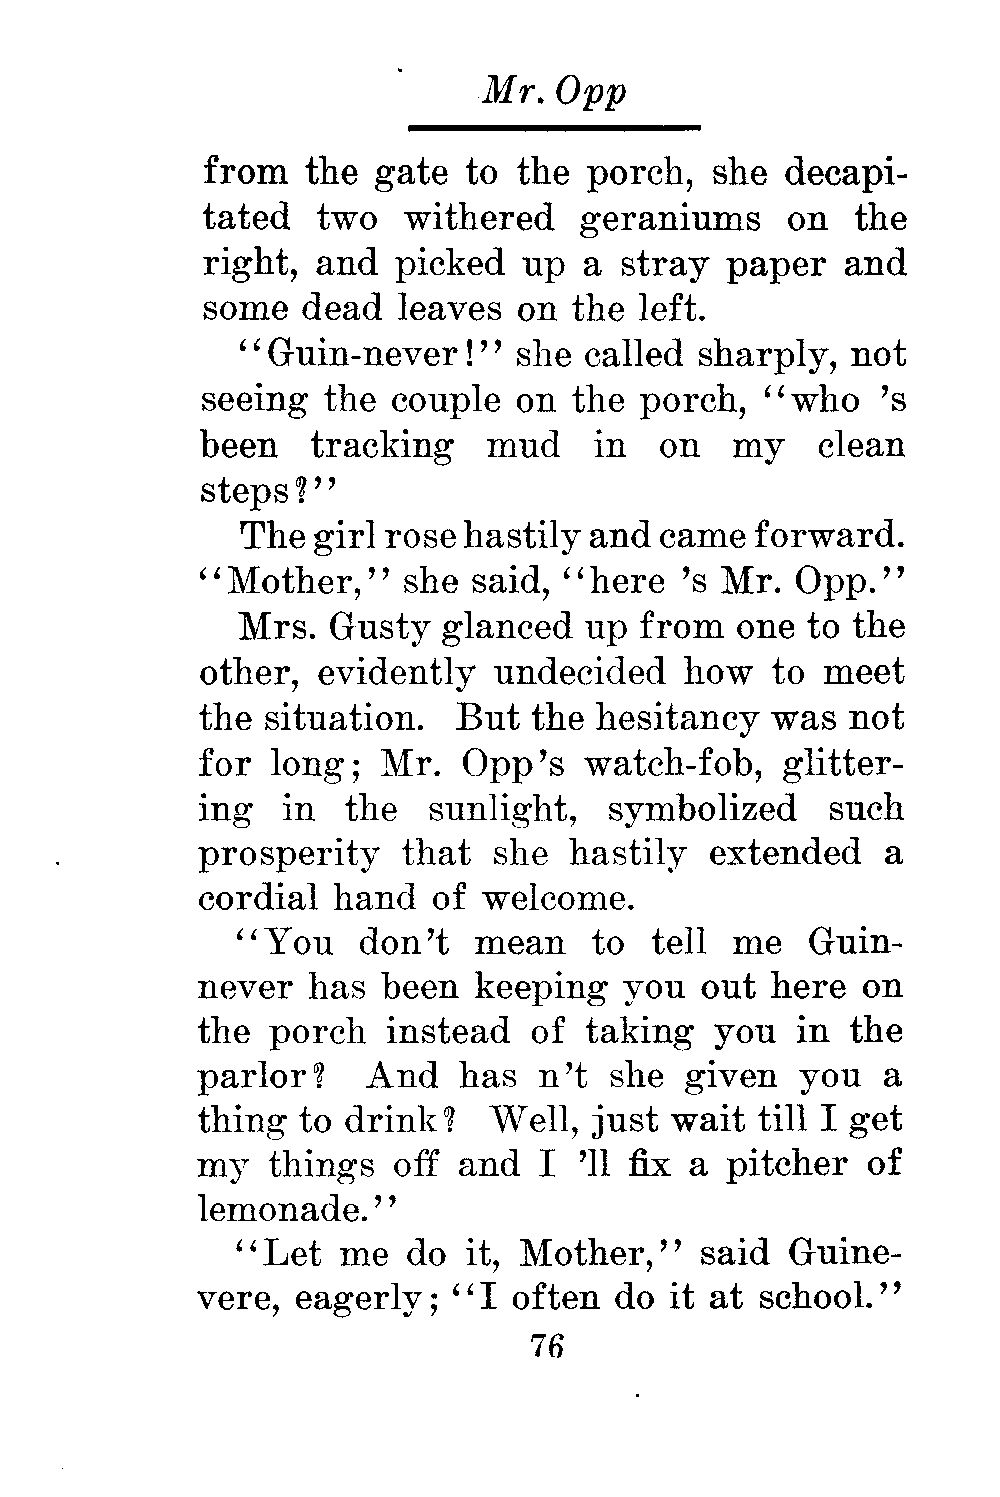 Mr. Opp
from the gate to the porch, she decapi-
tated two withered geraniums on the
right, and picked up a stray paper and
some dead leaves on the left.
"Guin-never!" she called sharply, not
seeing the couple on the porch, "who 's
been tracking mud in on my clean
steps?"
The girl rose hastily and came forward.
"Mother," she said, "here 's Mr. Opp."
Mrs. Gusty glanced up from one to the
other, evidently undecided how to meet
the situation. But the hesitancy was not
for long; Mr. Opp's watch-fob, glitter-
ing in the sunlight, symbolized such
prosperity that she hastily extended a
cordial hand of welcome.
"You don't mean to tell me Guin-
never has been keeping you out here on
the porch instead of taking you in the
parlor? And has n't she given you a
thing to drink? Well, just wait till I get
my things off and I 'll fix a pitcher of
lemonade."
"Let me do it, Mother," said Guine-
vere, eagerly; "I often do it at school."
76